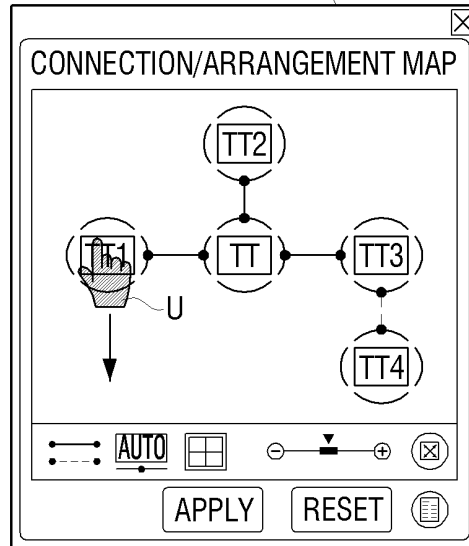 CONNECTION/ARRANGEMENT MAP
TT2
TT1 TT TT3
U
TT4
AUTO
APPLY RESET